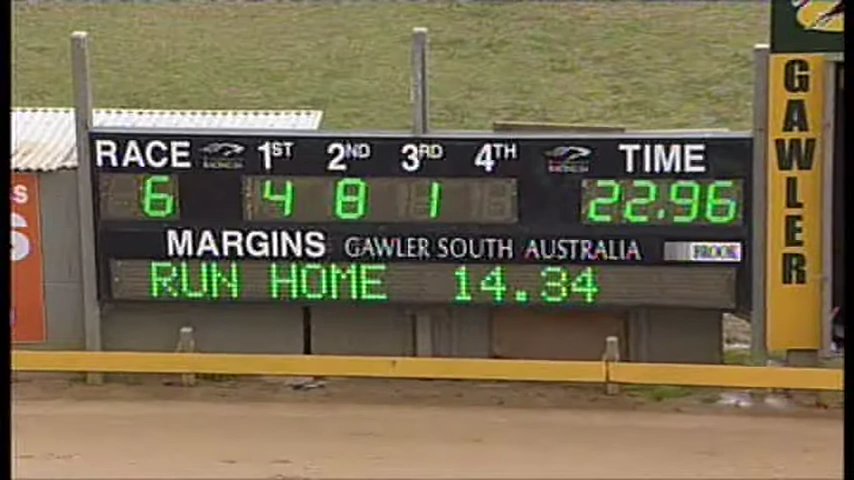 RACE 1ST 2ND 3RD 4TH TIME
6 4 8 1 22.96
MARGINS GAWLER SOUTH AUSTRALIA BROOK
RUN HOME 14.34
GAWLER
S
S